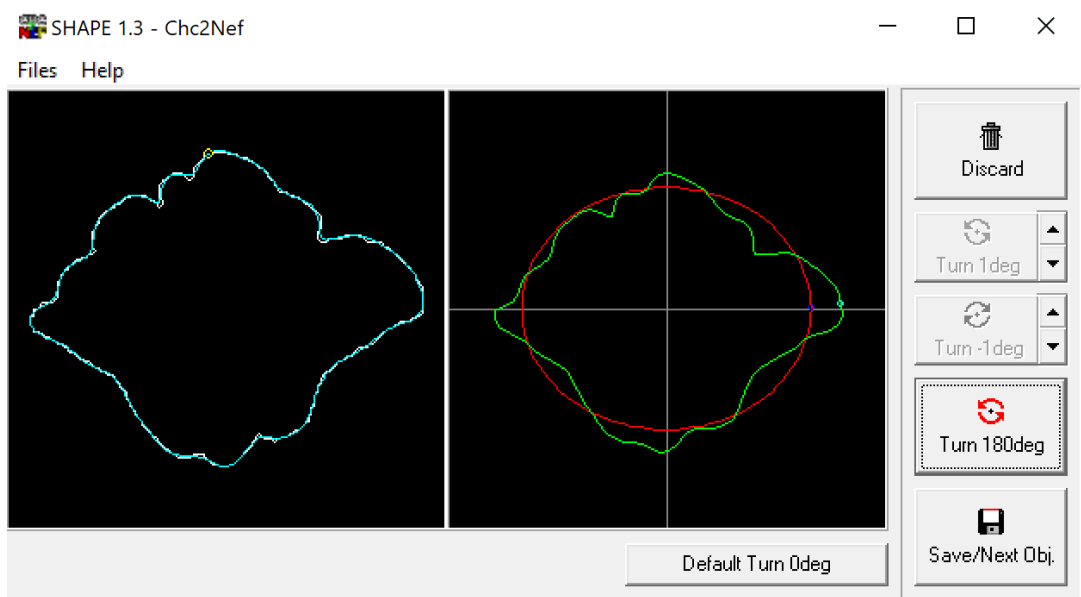 SHAPE 1.3 - Chc2Nef
Files Help
Discard
Turn 1deg
Turn -1deg
Turn 180deg
Save/Next Obj.
Default Turn 0deg